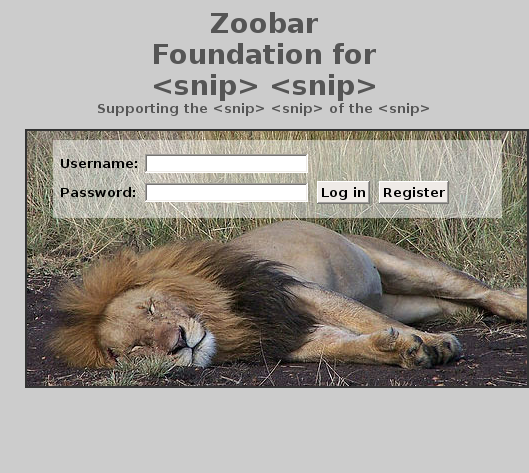 Zoobar
Foundation for
<snip> <snip>
Supporting the <snip> <snip> of the <snip>
Username:
Password: Log in Register